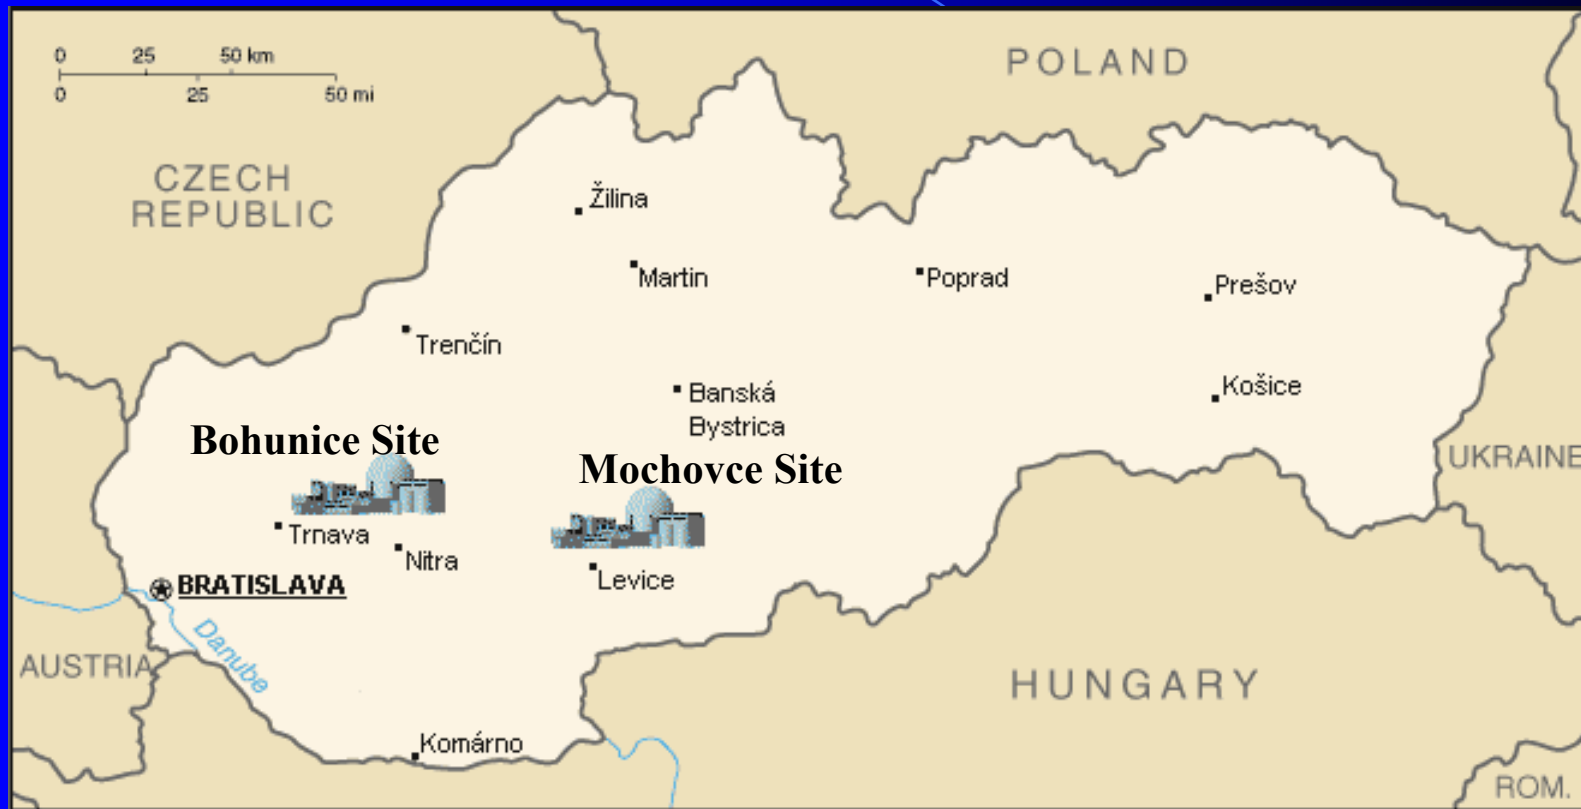 0 25 50 km
0 25 50 mi
POLAND
CZECH
REPUBLIC
Žilina
Martin
Poprad
Prešov
Trenčín
Banská
Bystrica
Košice
Bohunice Site
Mochovce Site
UKRAINE
Trnava
Nitra
Levice
BRATISLAVA
Danube
AUSTRIA
HUNGARY
Komárno
ROM.